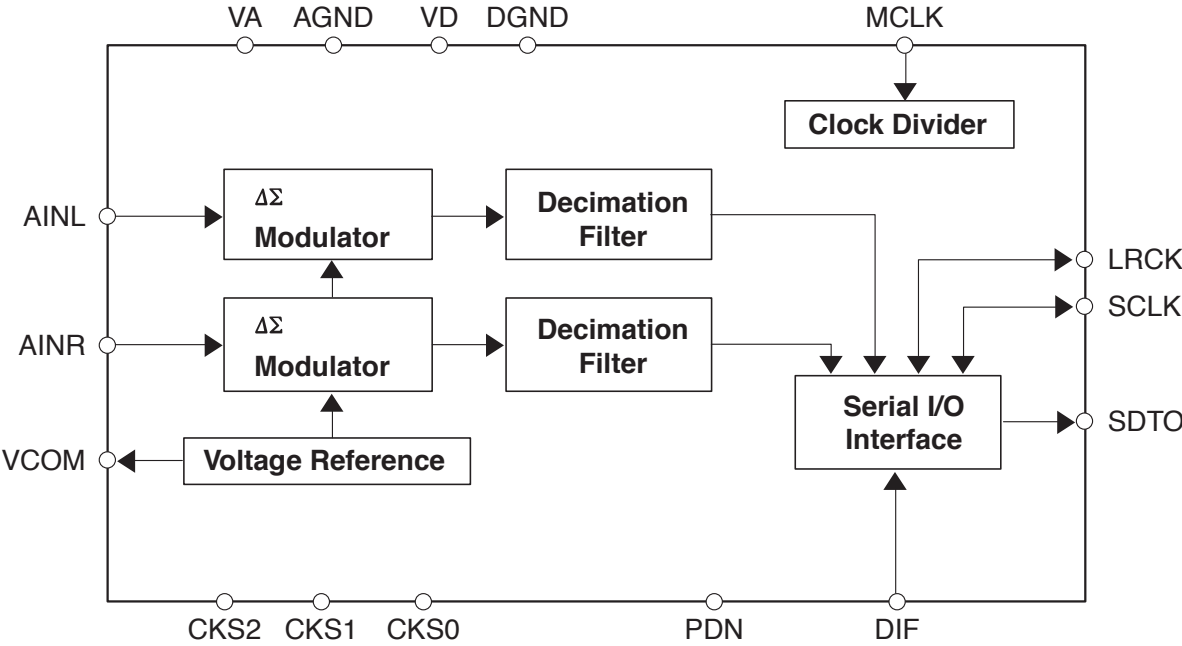 VA AGND VD DGND MCLK
Clock Divider
AINL
ΔΣ
Modulator
Decimation
Filter
LRCK
SCLK
AINR
ΔΣ
Modulator
Decimation
Filter
Serial I/O
Interface
SDTO
VCOM
Voltage Reference
CKS2 CKS1 CKS0 PDN DIF